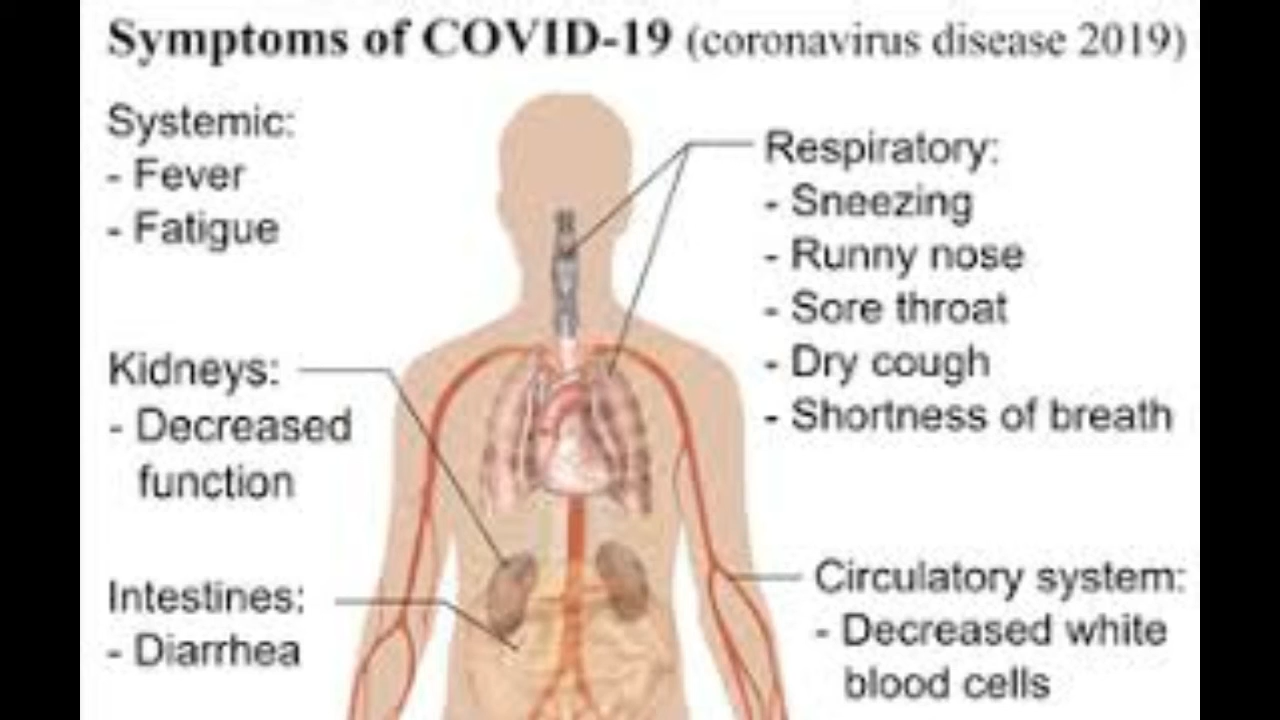 Symptoms of COVID-19 (coronavirus disease 2019)
Systemic:
- Fever
- Fatigue
Respiratory:
- Sneezing
- Runny nose
- Sore throat
- Dry cough
- Shortness of breath
Kidneys:
- Decreased
function
Intestines:
- Diarrhea
Circulatory system:
- Decreased white
blood cells